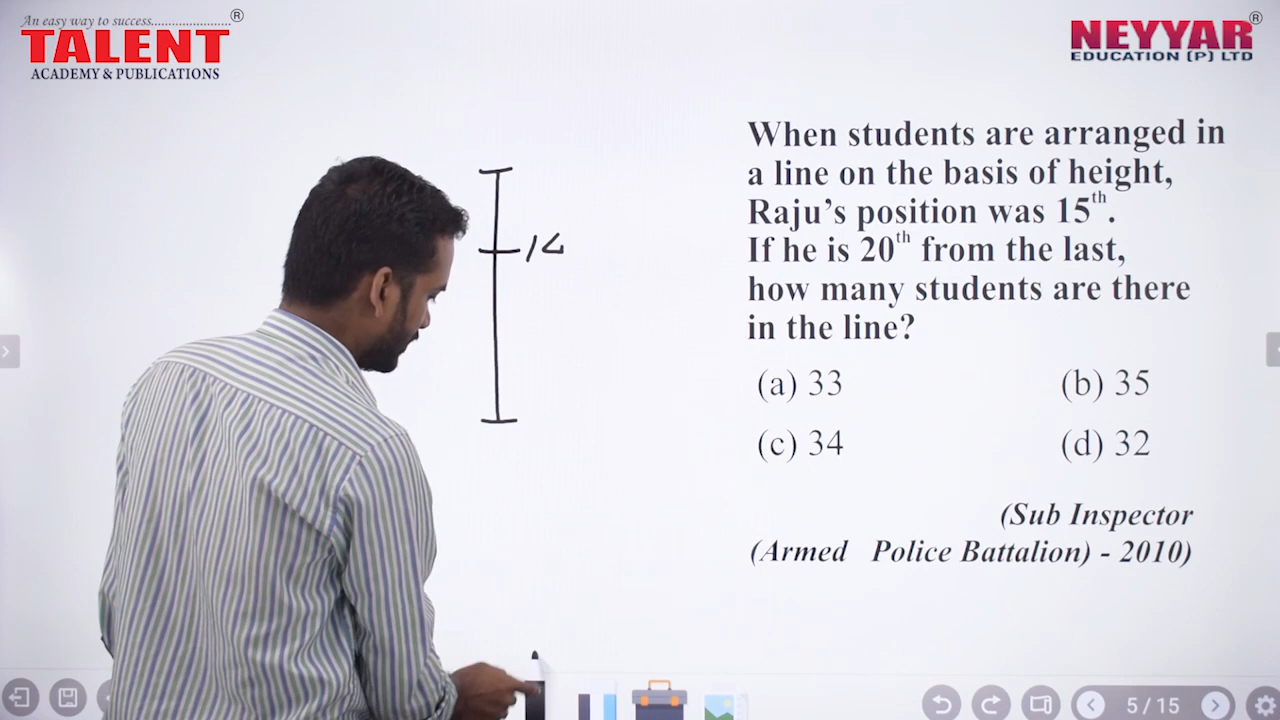 An easy way to success........................®
TALENT
ACADEMY & PUBLICATIONS
NEYYAR®
EDUCATION (P) LTD
When students are arranged in
a line on the basis of height,
Raju's position was 15th.
If he is 20th from the last,
how many students are there
in the line?
(a) 33
(b) 35
(c) 34
(d) 32
(Sub Inspector
(Armed Police Battalion) - 2010)
5 / 15